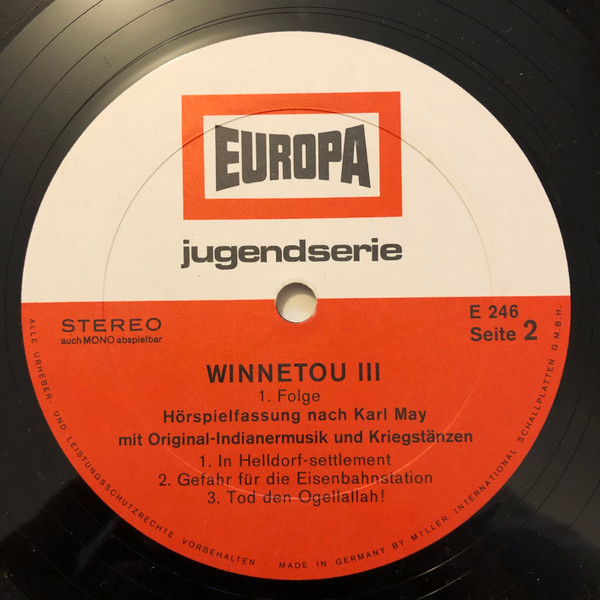 EUROPA
jugendserie
STEREO
auch MONO abspielbar
E 246
Seite 2
WINNETOU III
1. Folge
Hörspielfassung nach Karl May
mit Original-Indianermusik und Kriegstänzen
1. In Helldorf-settlement
2. Gefahr für die Eisenbahnstation
3. Tod den Ogellallah!
ALLE URHEBER- UND LEISTUNGSSCHUTZRECHTE VORBEHALTEN · MADE IN GERMANY BY MILLER INTERNATIONAL SCHALLPLATTEN G.M.B.H.